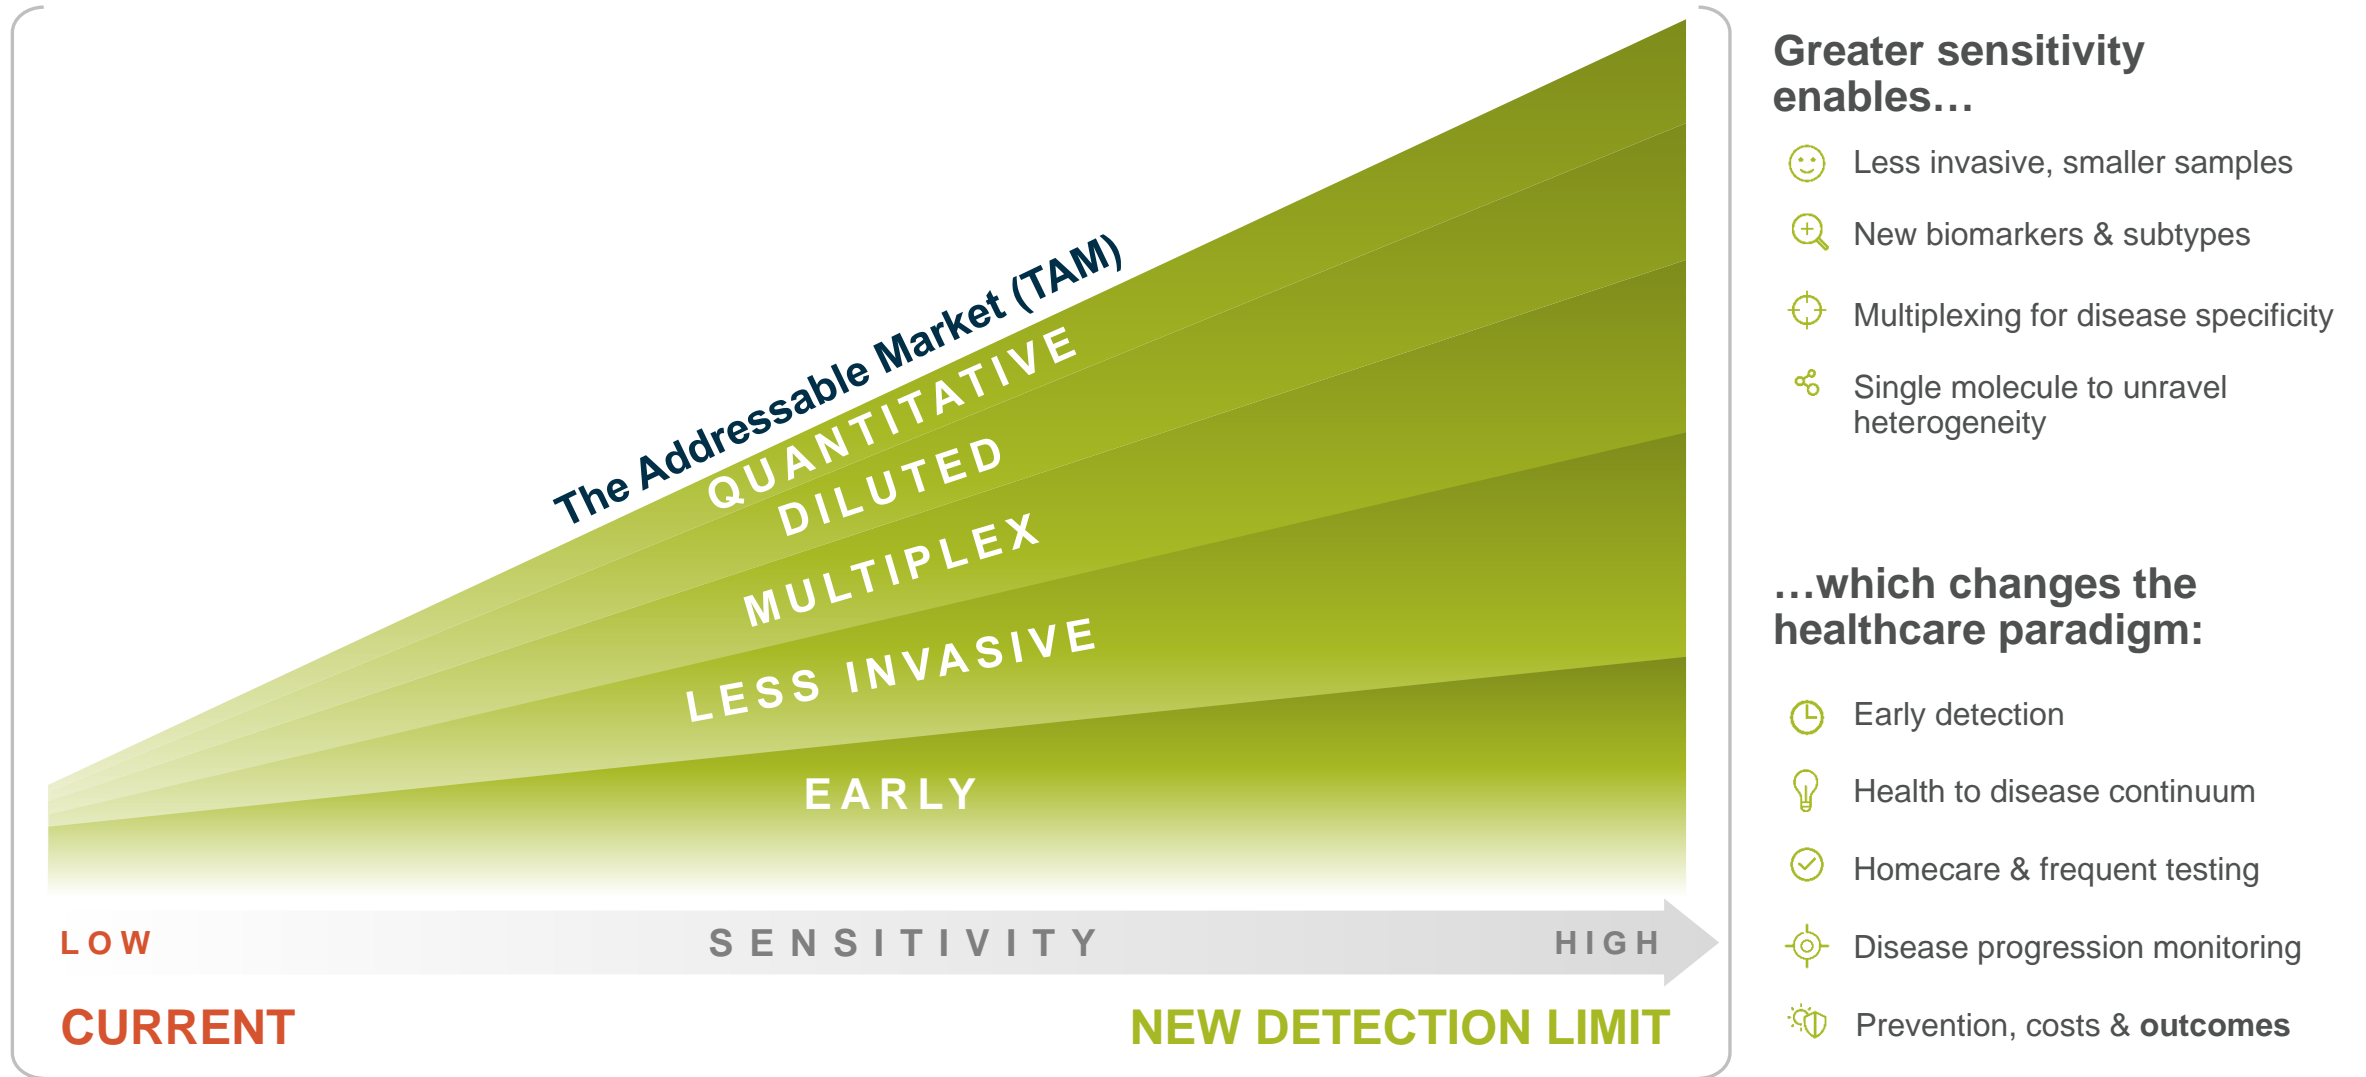 The Addressable Market (TAM)
QUANTITATIVE
DILUTED
MULTIPLEX
LESS INVASIVE
EARLY
LOW
SENSITIVITY
HIGH
CURRENT
NEW DETECTION LIMIT
Greater sensitivity
enables…
Less invasive, smaller samples
New biomarkers & subtypes
Multiplexing for disease specificity
Single molecule to unravel
heterogeneity
…which changes the
healthcare paradigm:
Early detection
Health to disease continuum
Homecare & frequent testing
Disease progression monitoring
Prevention, costs & outcomes